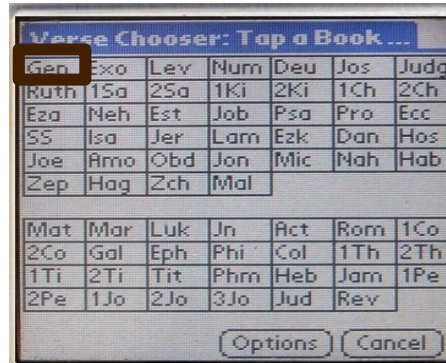 Verse Chooser: Tap a Book ...
Gen Exo Lev Num Deu Jos Judg
Ruth 1Sa 2Sa 1Ki 2Ki 1Ch 2Ch
Eza Neh Est Job Psa Pro Ecc
SS Isa Jer Lam Ezk Dan Hos
Joe Amo Obd Jon Mic Nah Hab
Zep Hag Zch Mal
Mat Mar Luk Jn Act Rom 1Co
2Co Gal Eph Phi Col 1Th 2Th
1Ti 2Ti Tit Phm Heb Jam 1Pe
2Pe 1Jo 2Jo 3Jo Jud Rev
Options Cancel